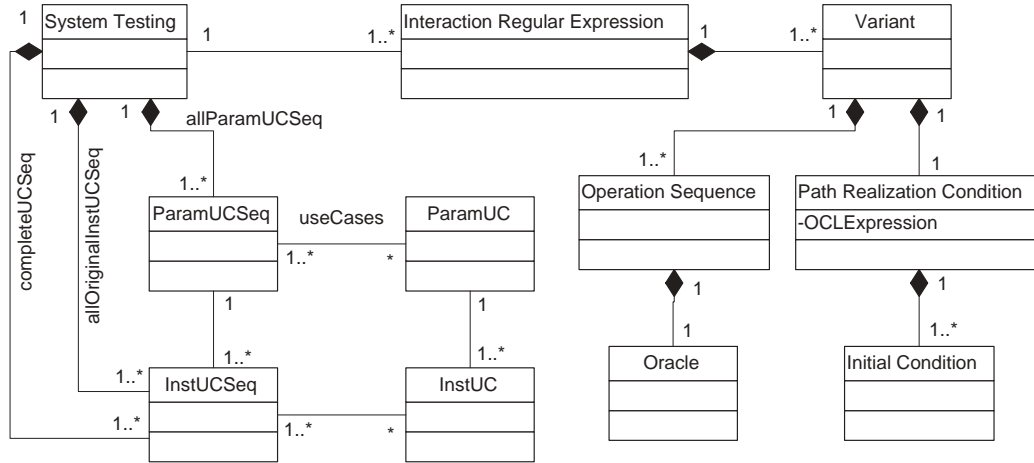 1
System Testing
1
1..*
Interaction Regular Expression
1
1..*
Variant
1
1
allParamUCSeq
1
1
completeUCSeq
allOriginalInstUCSeq
1..*
1..*
1
ParamUCSeq
useCases
ParamUC
Operation Sequence
Path Realization Condition
-OCLExpression
1..*
*
1
1
1
1
1..*
1..*
1
1..*
1..*
InstUCSeq
InstUC
Oracle
Initial Condition
1..*
1..*
*